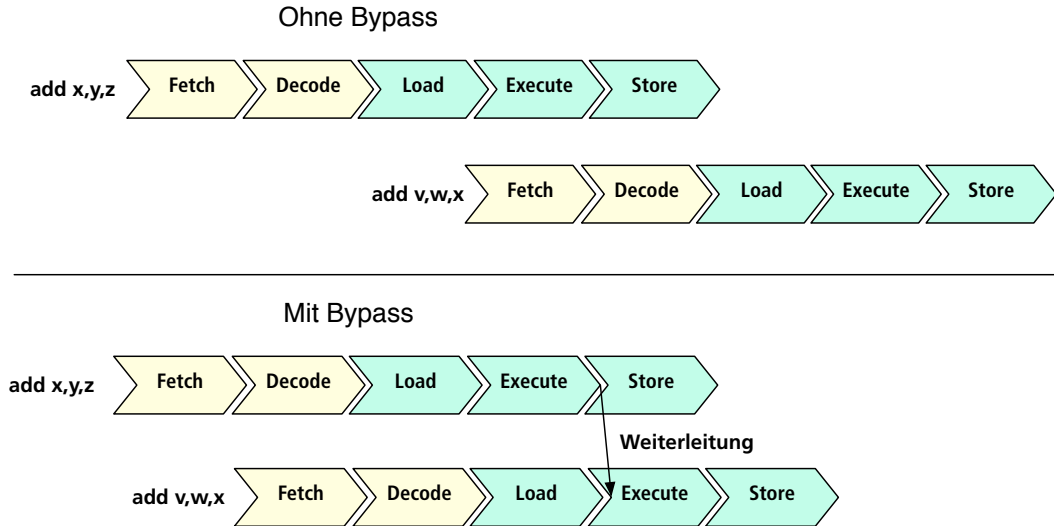 Ohne Bypass
add x,y,z Fetch Decode Load Execute Store
add v,w,x Fetch Decode Load Execute Store
Mit Bypass
add x,y,z Fetch Decode Load Execute Store
Weiterleitung
add v,w,x Fetch Decode Load Execute Store